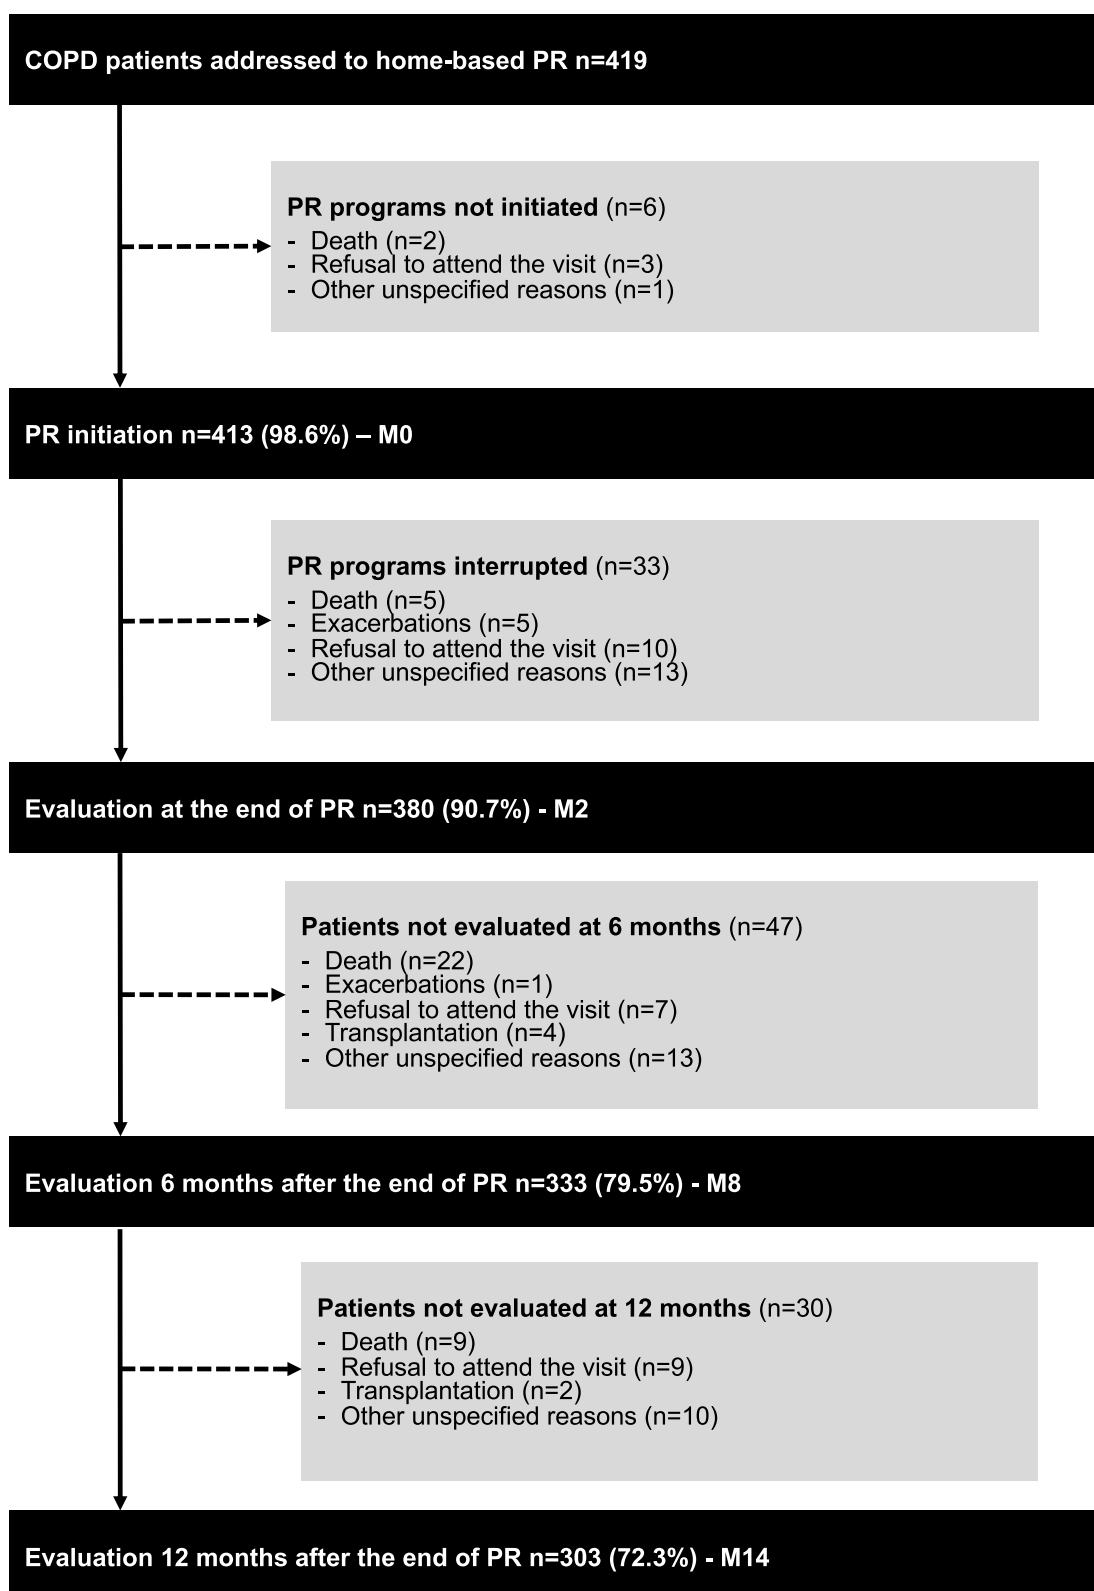 COPD patients addressed to home-based PR n=419
PR programs not initiated (n=6)
- Death (n=2)
- Refusal to attend the visit (n=3)
- Other unspecified reasons (n=1)
PR initiation n=413 (98.6%) – M0
PR programs interrupted (n=33)
- Death (n=5)
- Exacerbations (n=5)
- Refusal to attend the visit (n=10)
- Other unspecified reasons (n=13)
Evaluation at the end of PR n=380 (90.7%) - M2
Patients not evaluated at 6 months (n=47)
- Death (n=22)
- Exacerbations (n=1)
- Refusal to attend the visit (n=7)
- Transplantation (n=4)
- Other unspecified reasons (n=13)
Evaluation 6 months after the end of PR n=333 (79.5%) - M8
Patients not evaluated at 12 months (n=30)
- Death (n=9)
- Refusal to attend the visit (n=9)
- Transplantation (n=2)
- Other unspecified reasons (n=10)
Evaluation 12 months after the end of PR n=303 (72.3%) - M14